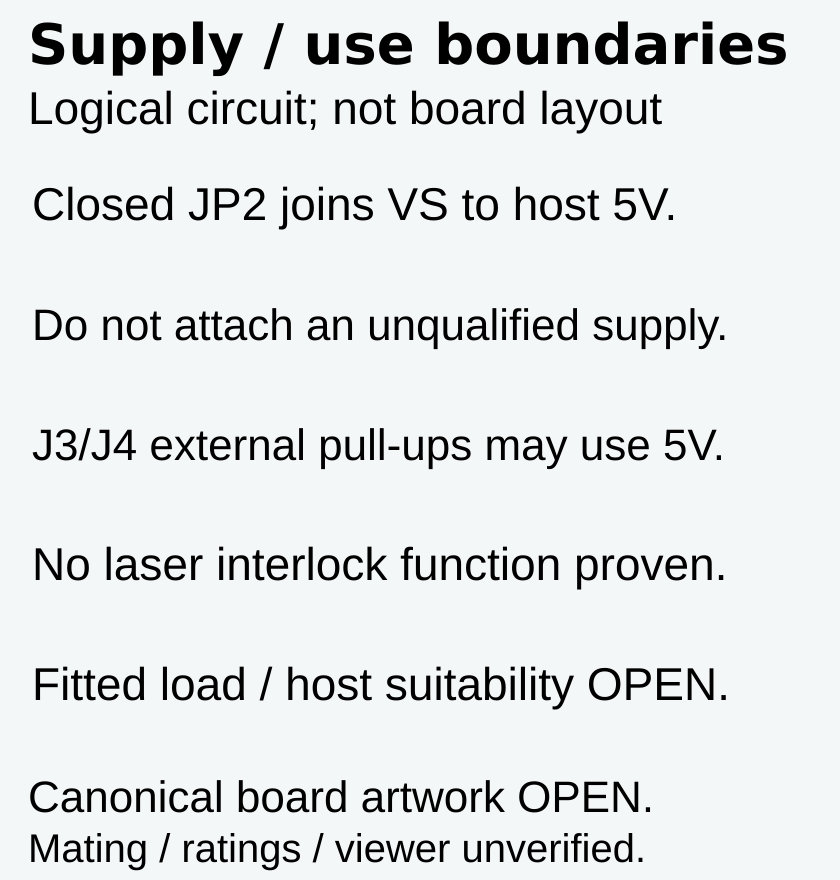 Supply / use boundaries
Logical circuit; not board layout
Closed JP2 joins VS to host 5V.
Do not attach an unqualified supply.
J3/J4 external pull-ups may use 5V.
No laser interlock function proven.
Fitted load / host suitability OPEN.
Canonical board artwork OPEN.
Mating / ratings / viewer unverified.